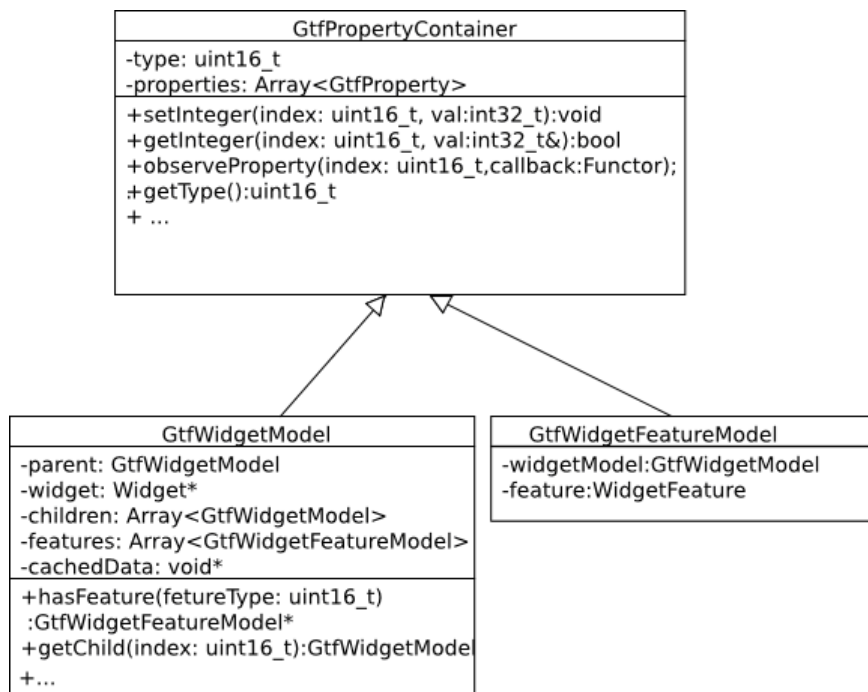 GtfPropertyContainer
-type: uint16_t
-properties: Array<GtfProperty>
+setInteger(index: uint16_t, val:int32_t):void
+getInteger(index: uint16_t, val:int32_t&):bool
+observeProperty(index: uint16_t,callback:Functor);
+getType():uint16_t
+ ...
GtfWidgetModel
-parent: GtfWidgetModel
-widget: Widget*
-children: Array<GtfWidgetModel>
-features: Array<GtfWidgetFeatureModel>
-cachedData: void*
+hasFeature(fetureType: uint16_t)
:GtfWidgetFeatureModel*
+getChild(index: uint16_t):GtfWidgetModel
+...
GtfWidgetFeatureModel
-widgetModel:GtfWidgetModel
-feature:WidgetFeature